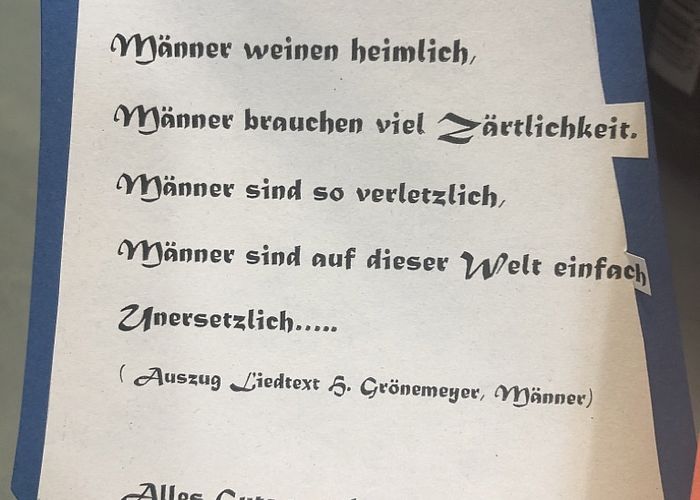 Männer weinen heimlich,
Männer brauchen viel Zärtlichkeit.
Männer sind so verletzlich,
Männer sind auf dieser Welt einfach
Unersetzlich.....
( Auszug Liedtext H. Grönemeyer, Männer)
Alles